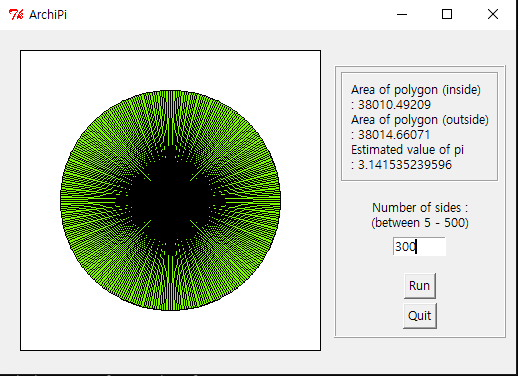 ArchiPi
Area of polygon (inside)
: 38010.49209
Area of polygon (outside)
: 38014.66071
Estimated value of pi
: 3.141535239596
Number of sides :
(between 5 - 500)
300
Run
Quit